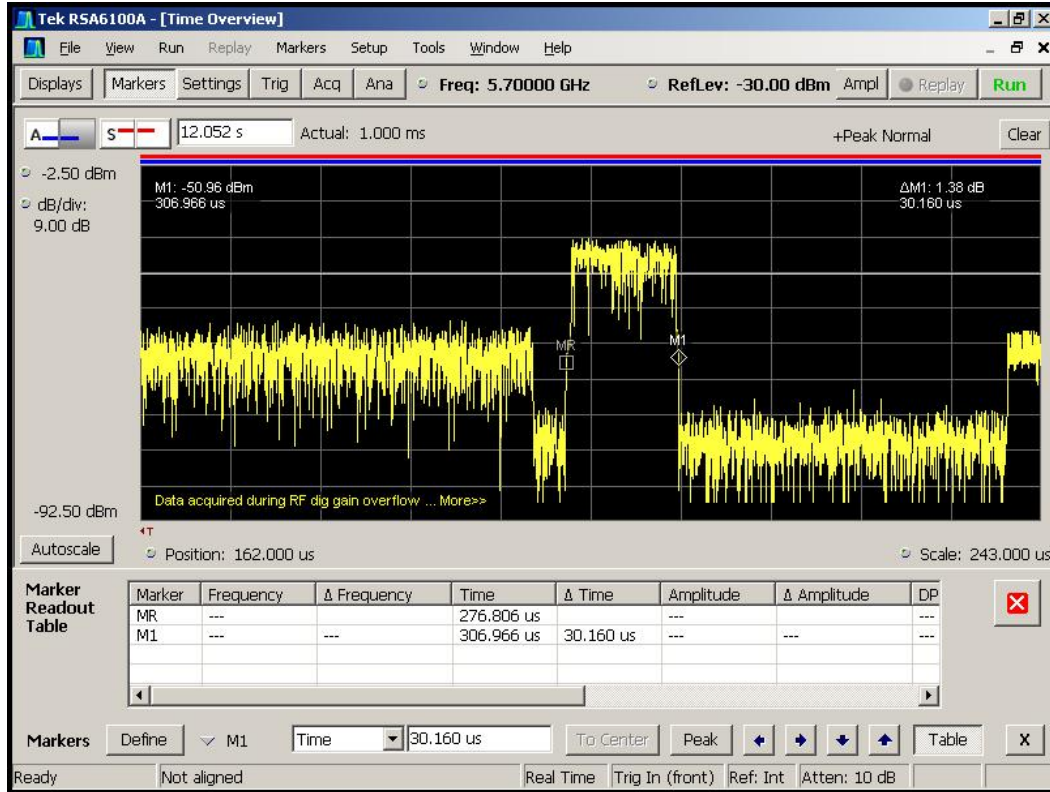 Tek RSA6100A - [Time Overview]
File View Run Replay Markers Setup Tools Window Help
Displays Markers Settings Trig Acq Ana Freq: 5.70000 GHz RefLev: -30.00 dBm Ampl Replay Run
A S 12.052 s Actual: 1.000 ms +Peak Normal Clear
-2.50 dBm
dB/div:
9.00 dB
M1: -50.96 dBm
306.966 us
ΔM1: 1.38 dB
30.160 us
MR
M1
Data acquired during RF dig gain overflow ... More>>
-92.50 dBm
T
Autoscale Position: 162.000 us Scale: 243.000 us
Marker Readout Table
Marker Frequency Δ Frequency Time Δ Time Amplitude Δ Amplitude DP
MR --- 276.806 us --- ---
M1 --- --- 306.966 us 30.160 us --- --- ---
Markers Define M1 Time 30.160 us To Center Peak Table X
Ready Not aligned Real Time Trig In (front) Ref: Int Atten: 10 dB